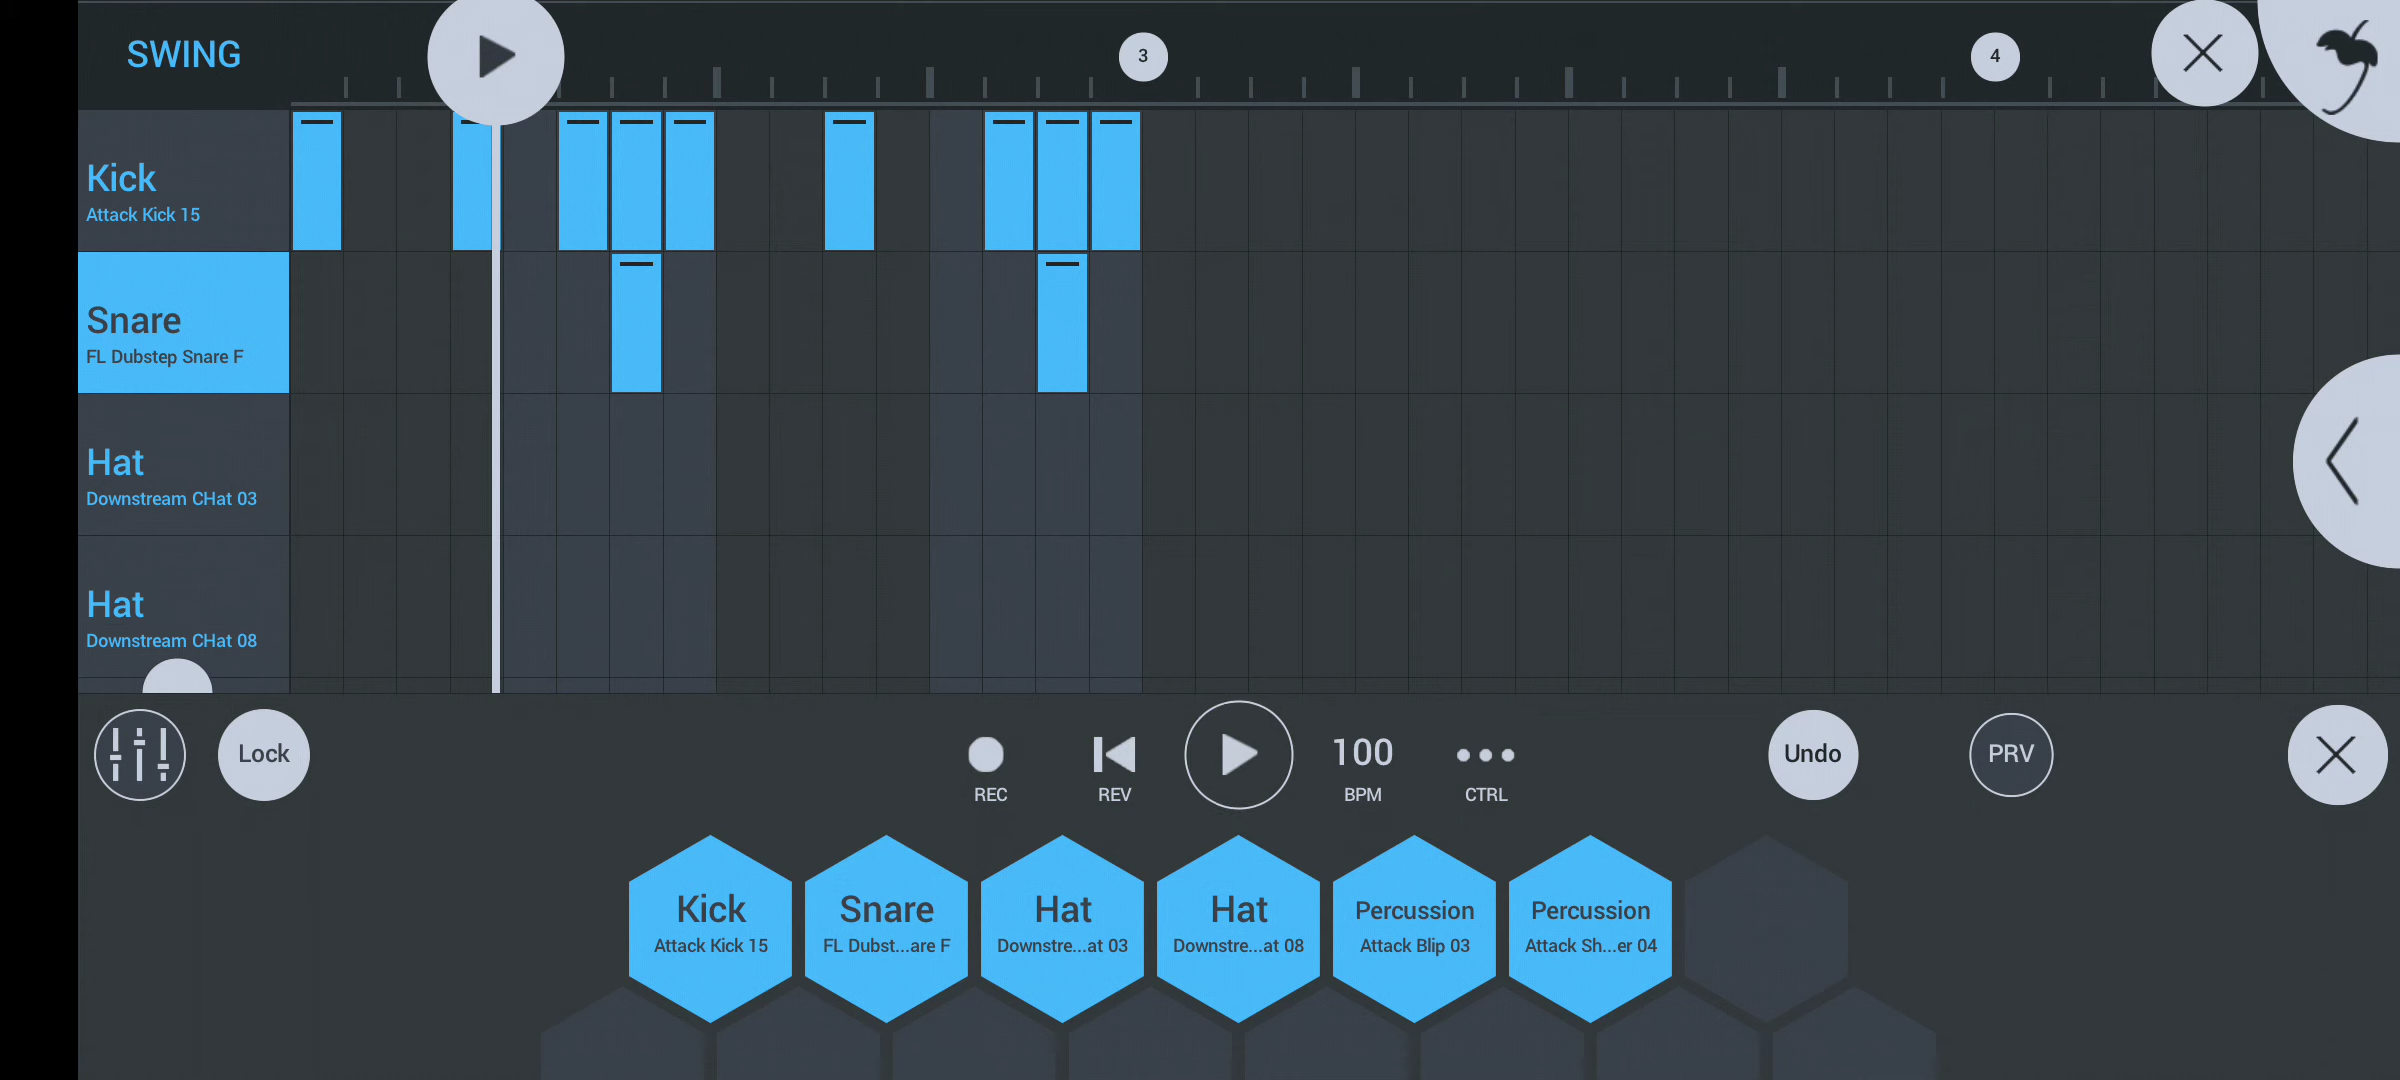 SWING
3
4
Kick
Attack Kick 15
Snare
FL Dubstep Snare F
Hat
Downstream CHat 03
Hat
Downstream CHat 08
Lock
REC
REV
100
BPM
CTRL
Undo
PRV
Kick
Attack Kick 15
Snare
FL Dubst...are F
Hat
Downstre...at 03
Hat
Downstre...at 08
Percussion
Attack Blip 03
Percussion
Attack Sh...er 04